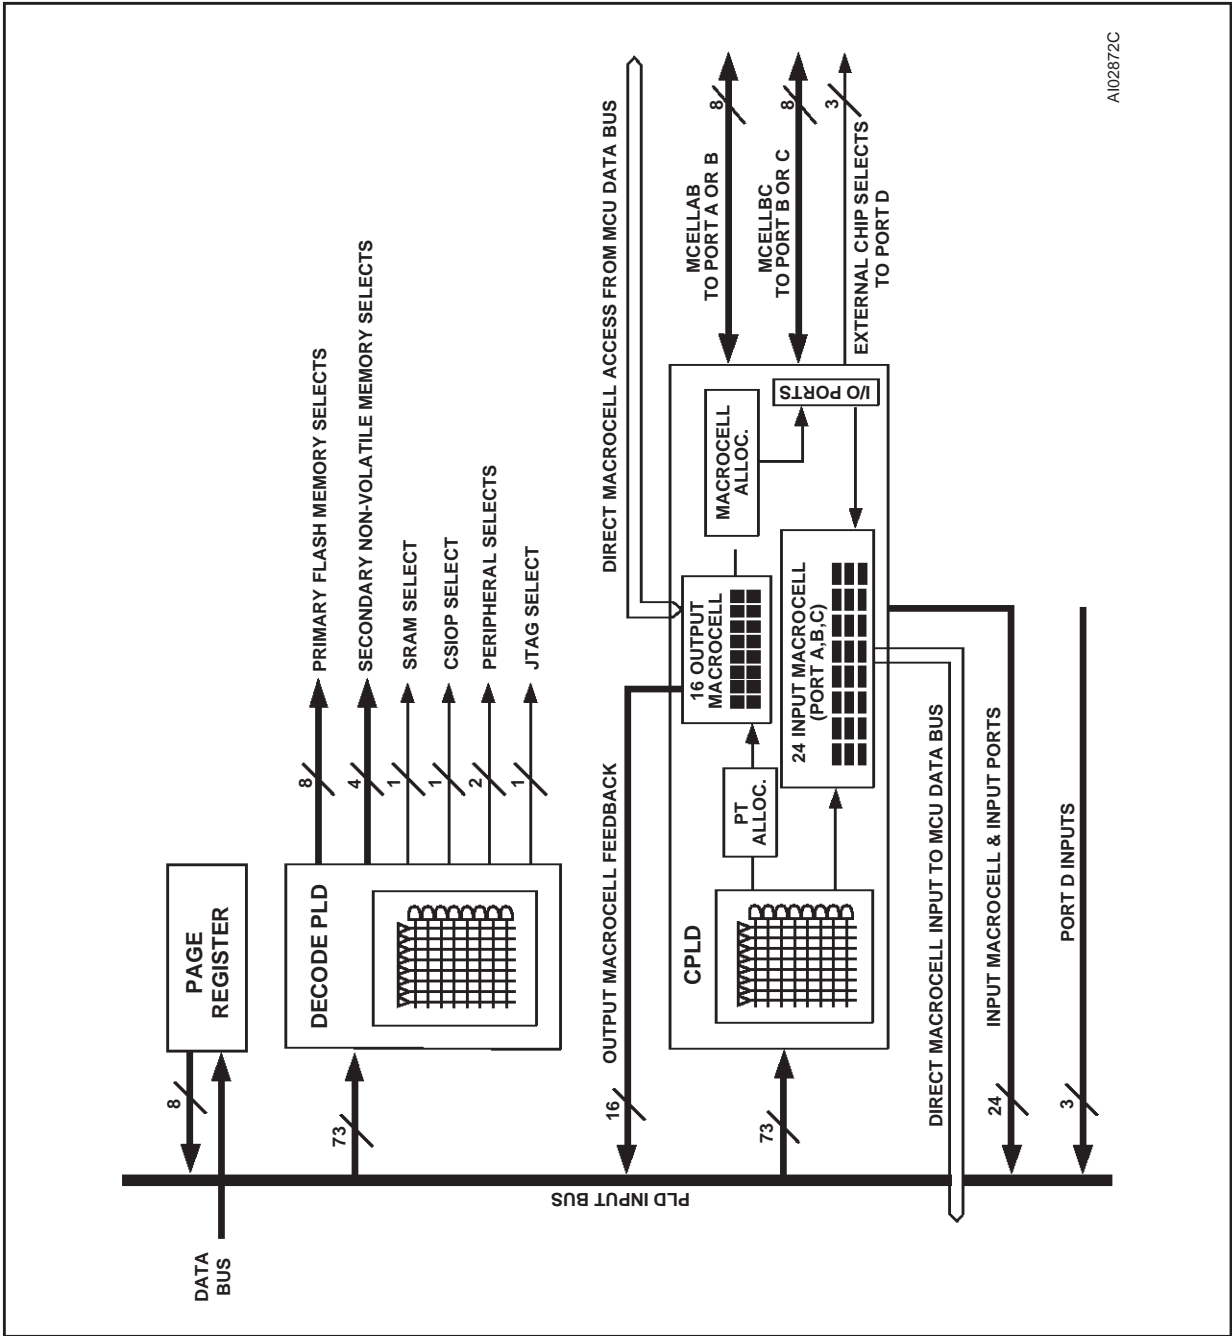 DATA
BUS
8
PAGE
REGISTER
73
DECODE PLD
8
PRIMARY FLASH MEMORY SELECTS
4
SECONDARY NON-VOLATILE MEMORY SELECTS
1
SRAM SELECT
1
CSIOP SELECT
2
PERIPHERAL SELECTS
1
JTAG SELECT
PLD INPUT BUS
16
OUTPUT MACROCELL FEEDBACK
DIRECT MACROCELL ACCESS FROM MCU DATA BUS
73
CPLD
PT
ALLOC.
16 OUTPUT
MACROCELL
MACROCELL
ALLOC.
I/O PORTS
24 INPUT MACROCELL
(PORT A,B,C)
MCELLAB
TO PORT A OR B
8
MCELLBC
TO PORT B OR C
8
EXTERNAL CHIP SELECTS
TO PORT D
3
DIRECT MACROCELL INPUT TO MCU DATA BUS
24
INPUT MACROCELL & INPUT PORTS
3
PORT D INPUTS
AI02872C